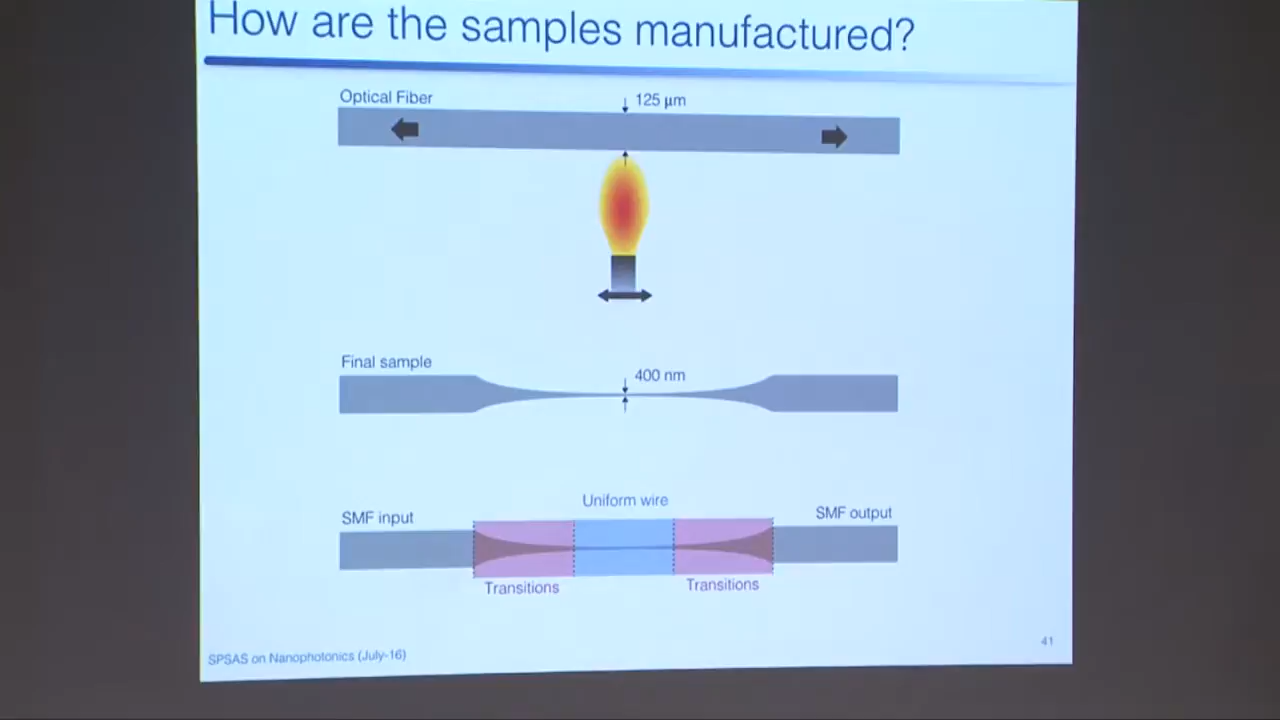 How are the samples manufactured?
Optical Fiber
125 μm
Final sample
400 nm
Uniform wire
SMF input
SMF output
Transitions
Transitions
SPSAS on Nanophotonics (July-16)
41